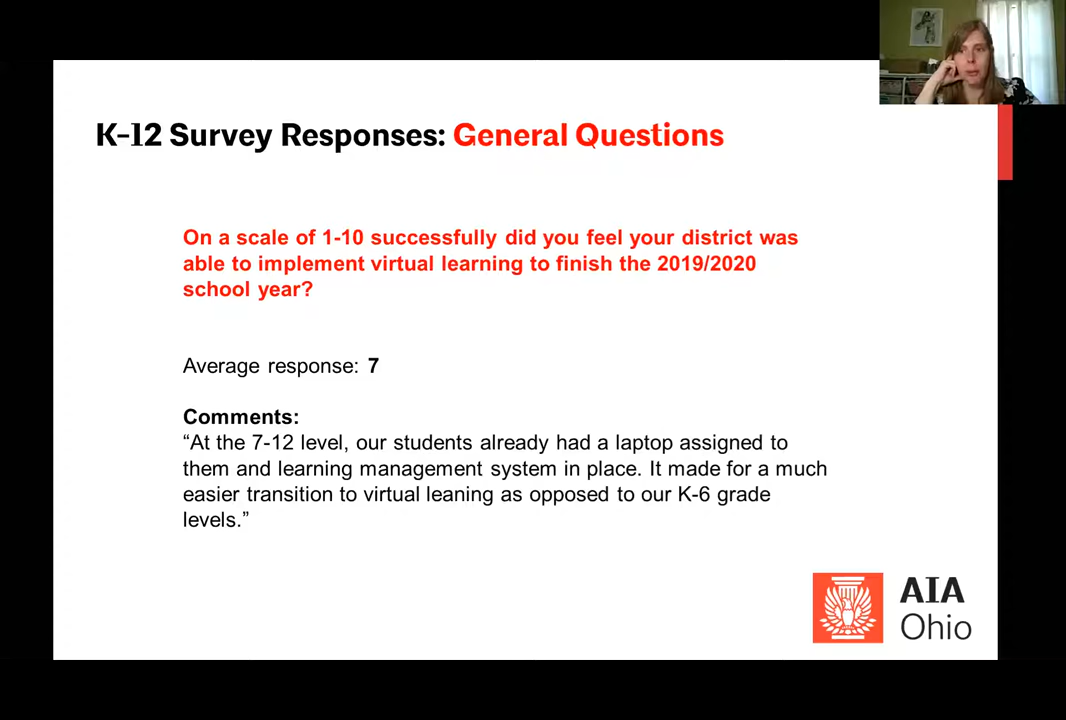 K-12 Survey Responses: General Questions
On a scale of 1-10 successfully did you feel your district was
able to implement virtual learning to finish the 2019/2020
school year?
Average response: 7
Comments:
“At the 7-12 level, our students already had a laptop assigned to
them and learning management system in place. It made for a much
easier transition to virtual leaning as opposed to our K-6 grade
levels.”
AIA
Ohio